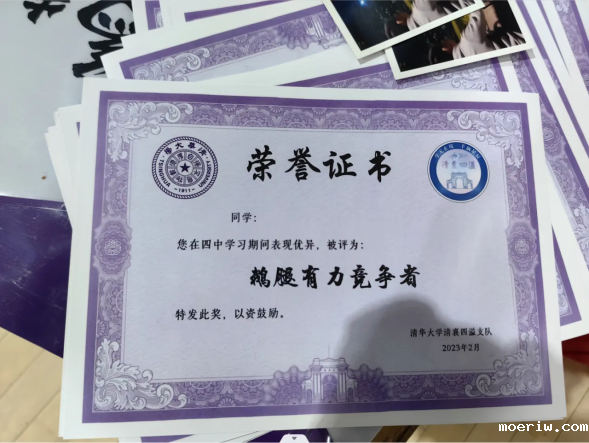 荣誉证书
同学:
您在四中学习期间表现优异, 被评为:
鹅腿有力竞争者
特发此奖, 以资鼓励。
清华大学清襄四溢支队
2023年2月
1911
moeriw.com